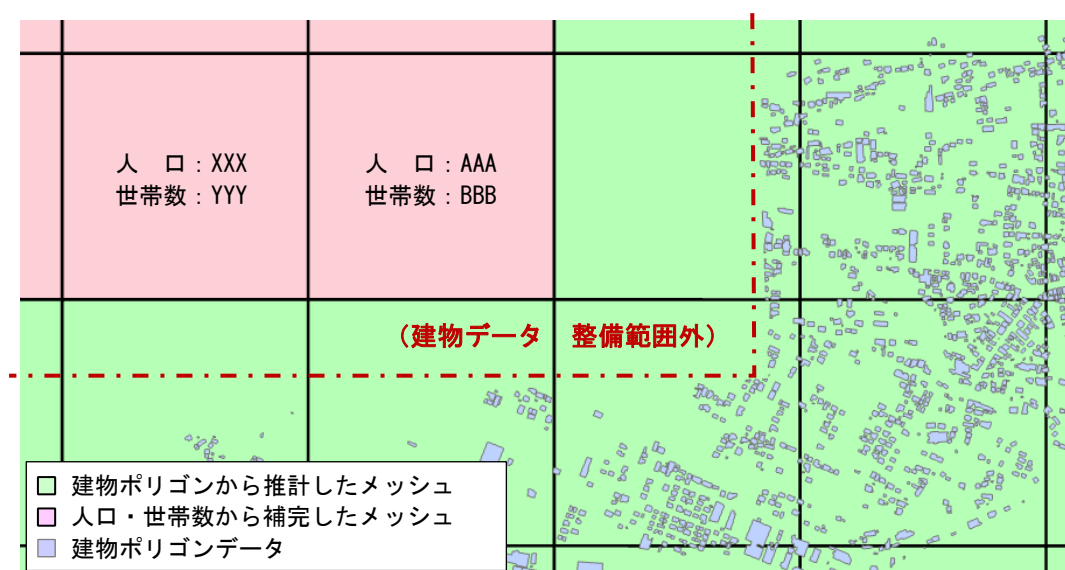 人　口：XXX
世帯数：YYY
人　口：AAA
世帯数：BBB
（建物データ　整備範囲外）
建物ポリゴンから推計したメッシュ
人口・世帯数から補完したメッシュ
建物ポリゴンデータ